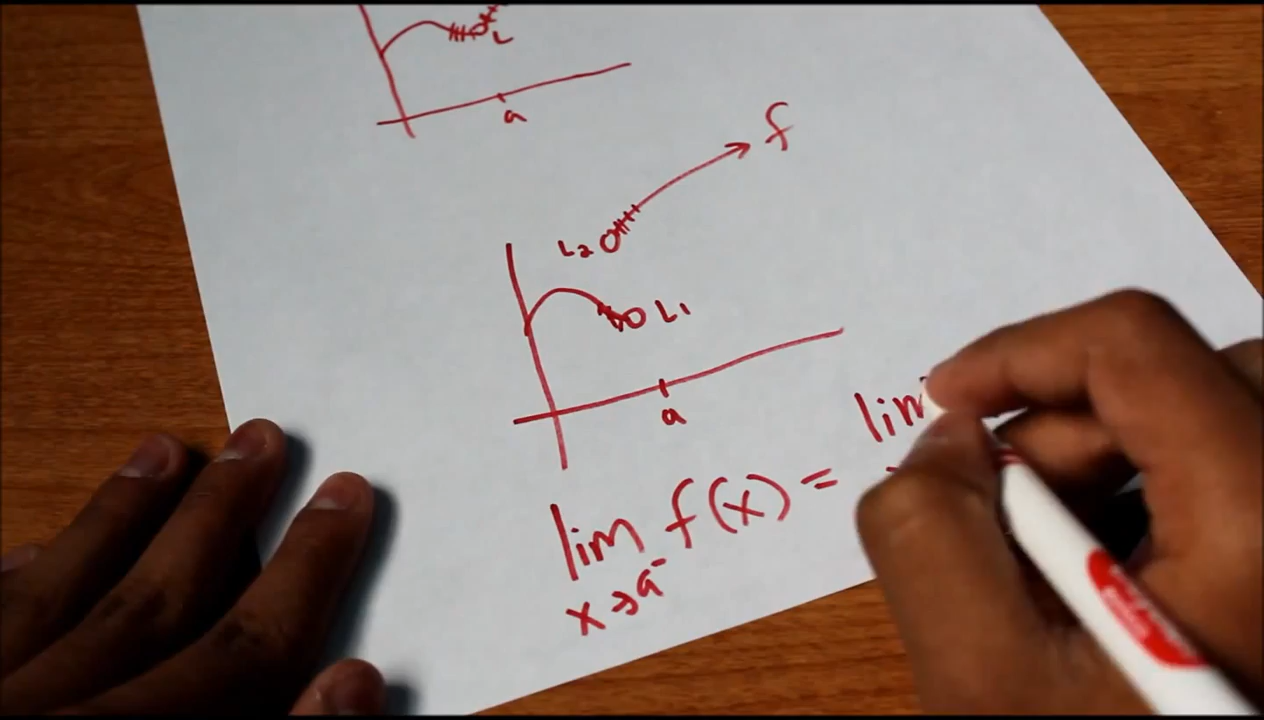 L
a
f
L2
L1
a
lim f(x) = lim
x→a⁻